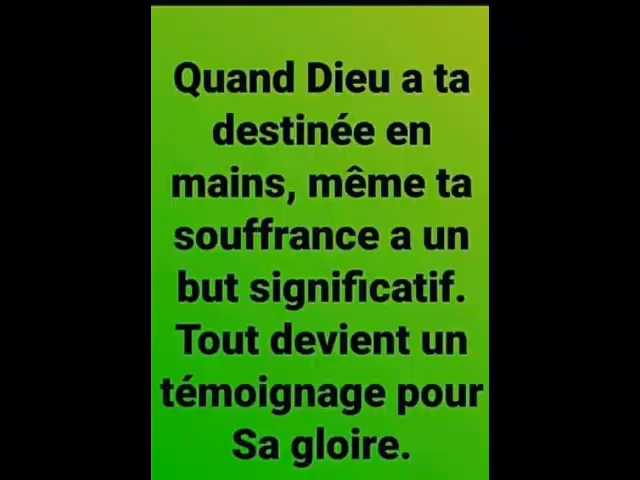 Quand Dieu a ta
destinée en
mains, même ta
souffrance a un
but significatif.
Tout devient un
témoignage pour
Sa gloire.